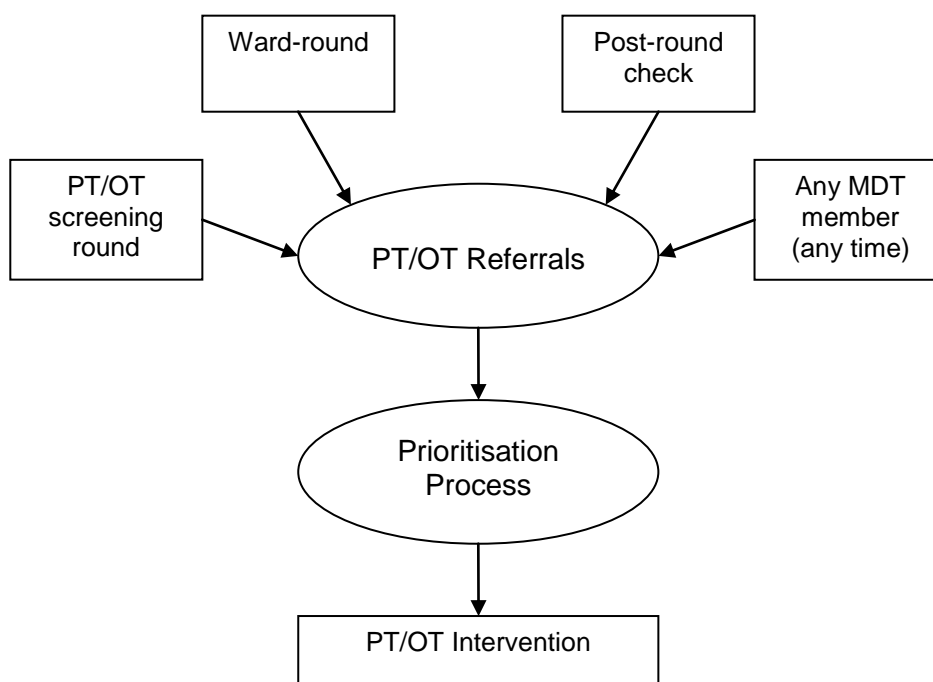 Ward-round
Post-round
check
PT/OT
screening
round
Any MDT
member
(any time)
PT/OT Referrals
Prioritisation
Process
PT/OT Intervention